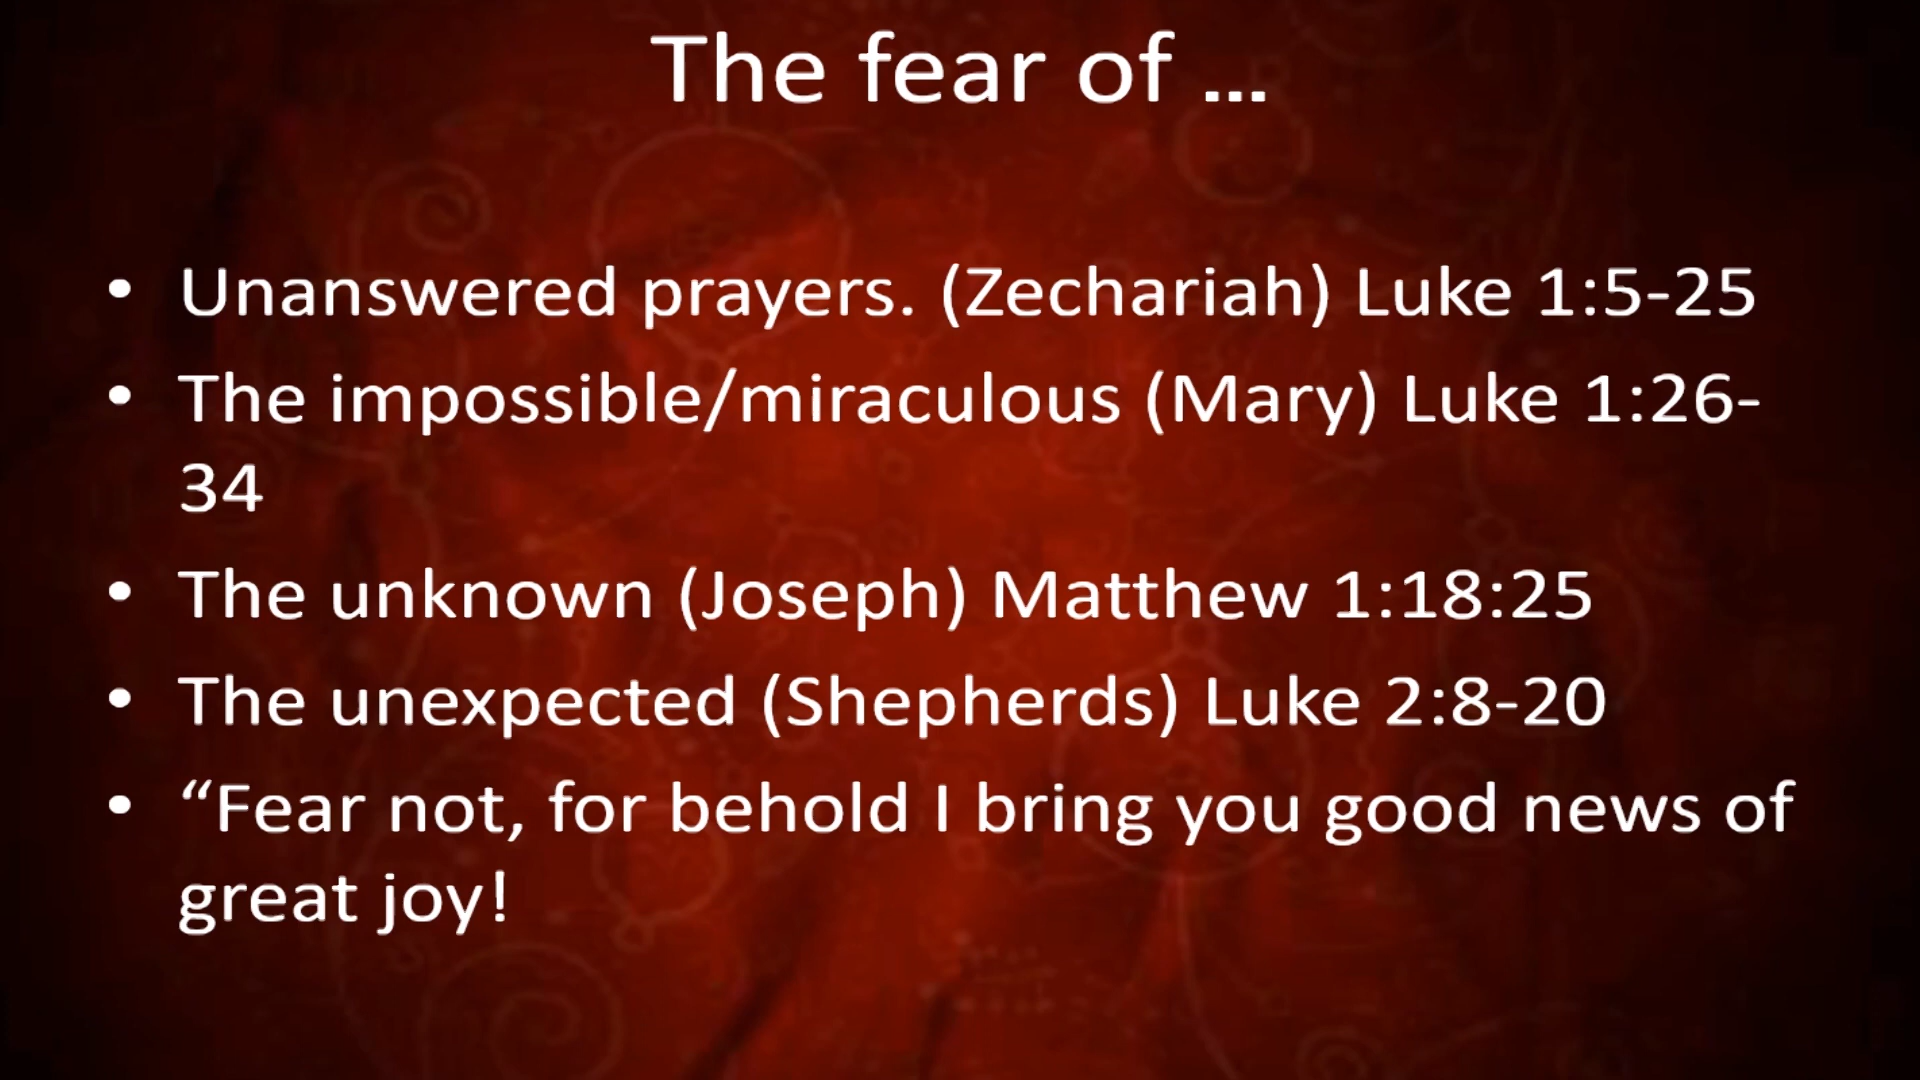 The fear of ...
• Unanswered prayers. (Zechariah) Luke 1:5-25
• The impossible/miraculous (Mary) Luke 1:26-
34
• The unknown (Joseph) Matthew 1:18:25
• The unexpected (Shepherds) Luke 2:8-20
• “Fear not, for behold I bring you good news of
great joy!